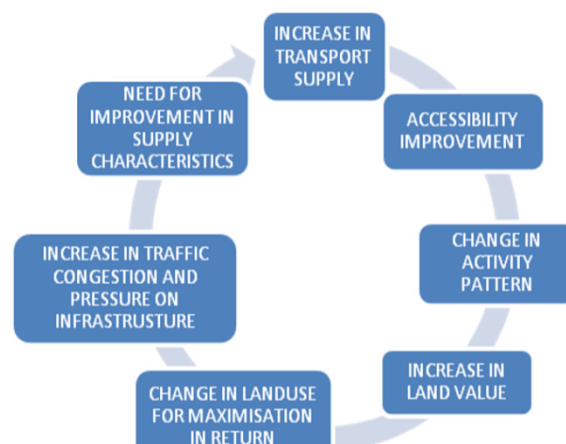 INCREASE IN
TRANSPORT
SUPPLY
ACCESSIBILITY
IMPROVEMENT
CHANGE IN
ACTIVITY
PATTERN
INCREASE IN
LAND VALUE
CHANGE IN LANDUSE
FOR MAXIMISATION
IN RETURN
INCREASE IN TRAFFIC
CONGESTION AND
PRESSURE ON
INFRASTRUSTURE
NEED FOR
IMPROVEMENT IN
SUPPLY
CHARACTERISTICS